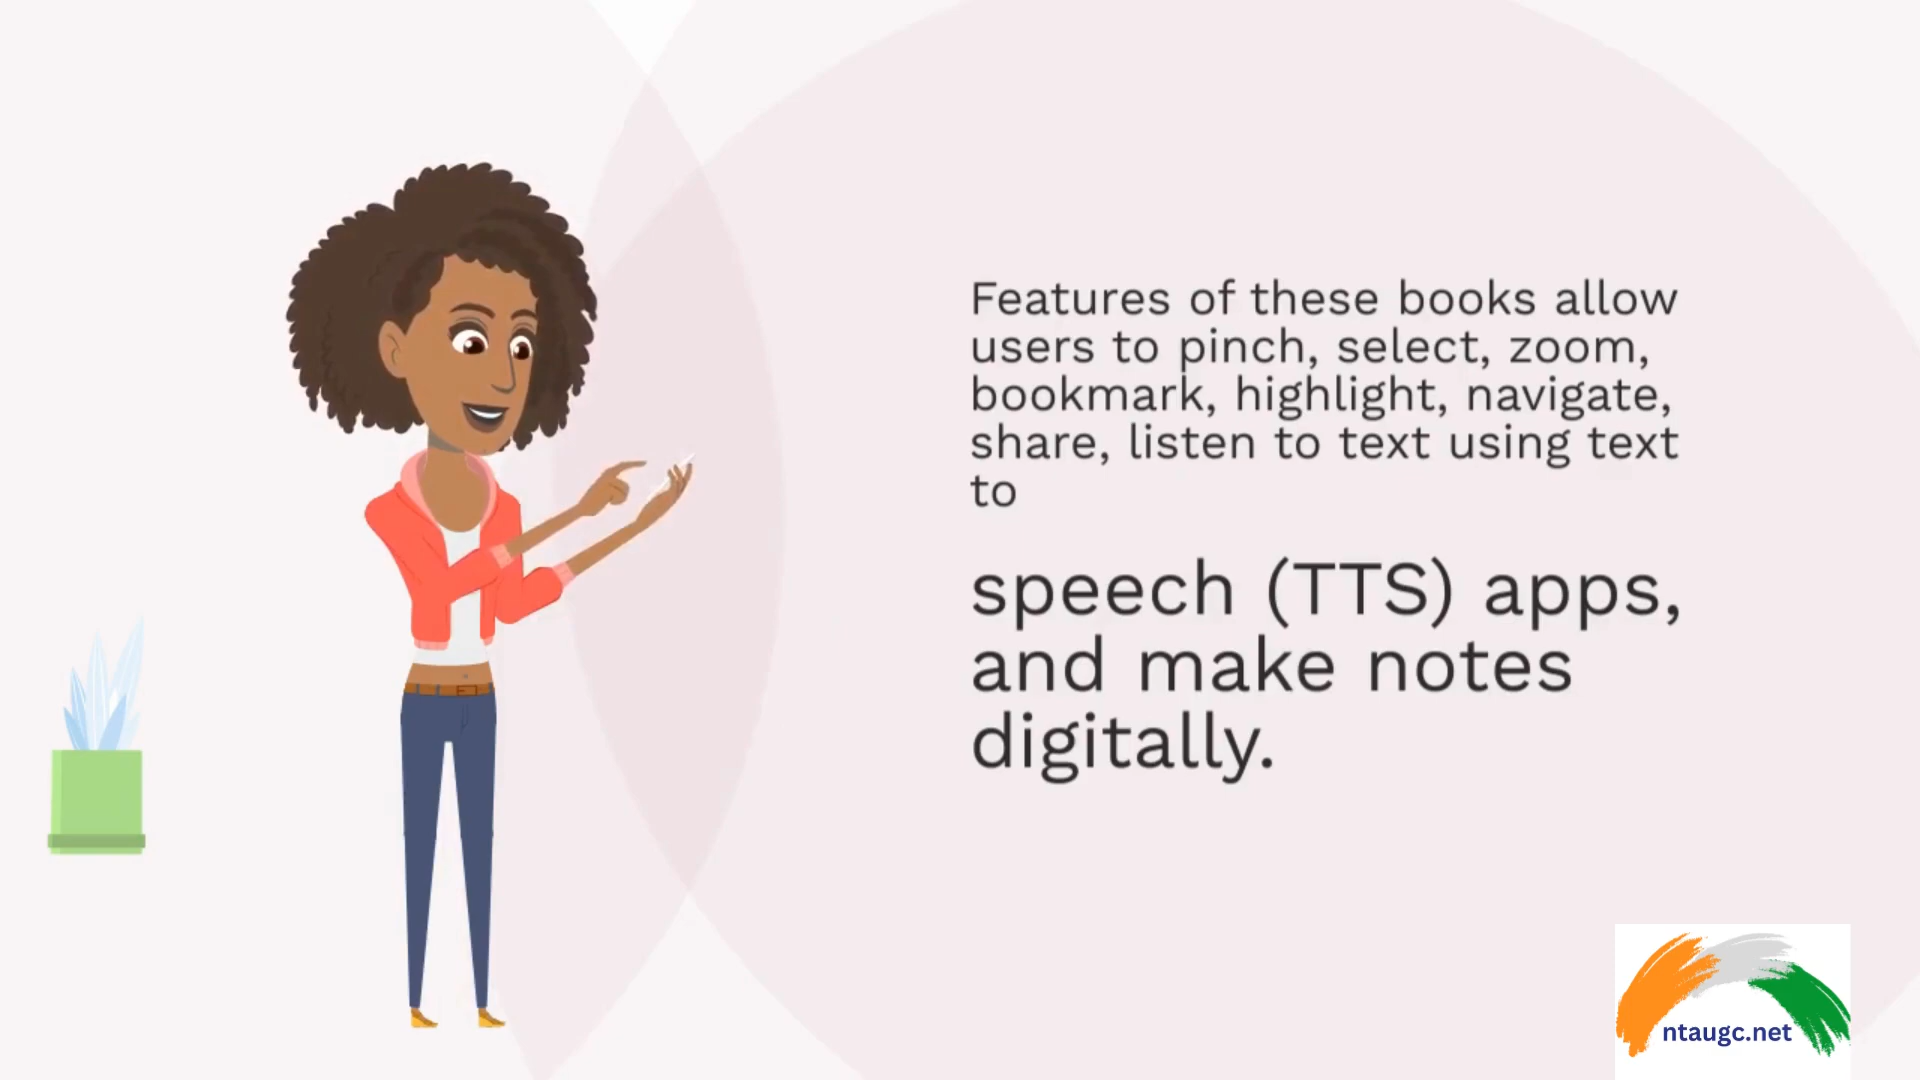 Features of these books allow
users to pinch, select, zoom,
bookmark, highlight, navigate,
share, listen to text using text
to
speech (TTS) apps,
and make notes
digitally.
ntaugc.net